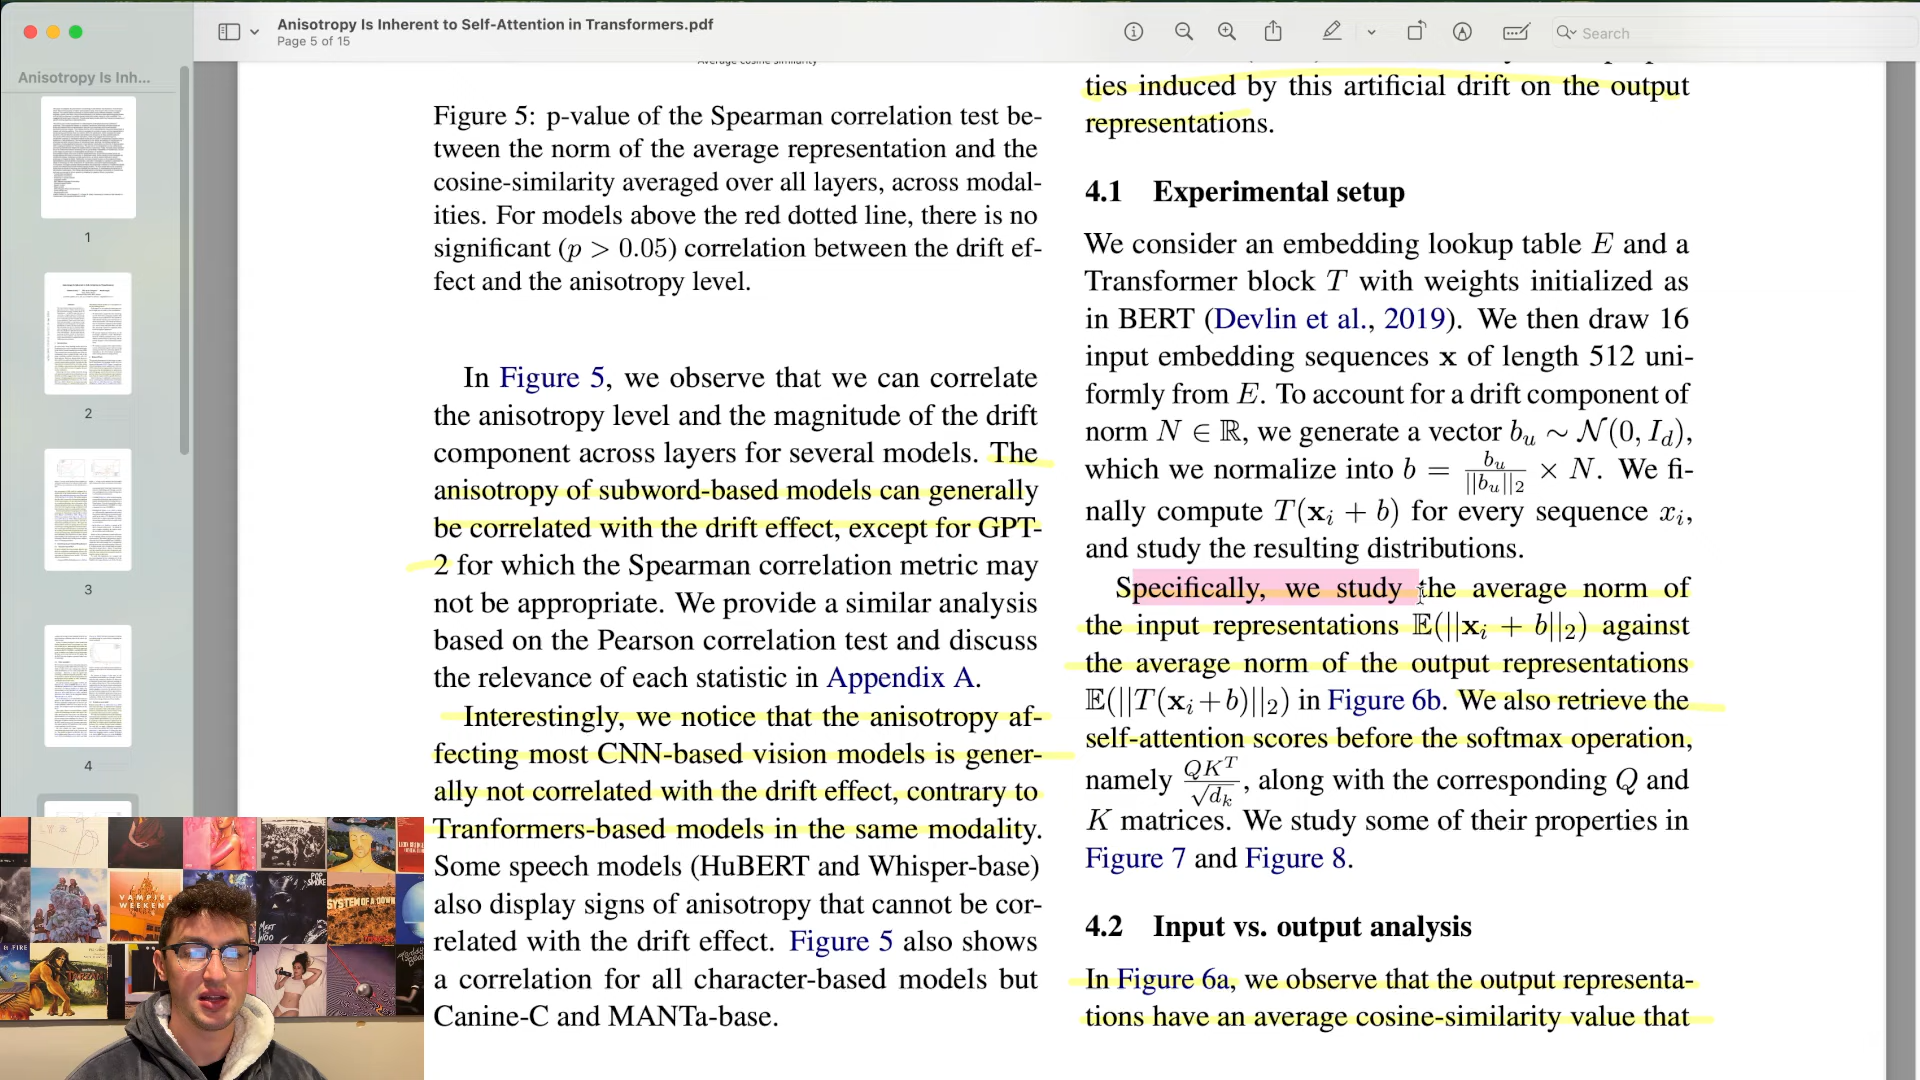 Anisotropy Is Inherent to Self-Attention in Transformers.pdf
Page 5 of 15
Search
Anisotropy Is Inh...
1
2
3
4
Average cosine similarity
Figure 5: p-value of the Spearman correlation test be-
tween the norm of the average representation and the
cosine-similarity averaged over all layers, across modal-
ities. For models above the red dotted line, there is no
significant (p > 0.05) correlation between the drift ef-
fect and the anisotropy level.
In Figure 5, we observe that we can correlate
the anisotropy level and the magnitude of the drift
component across layers for several models. The
anisotropy of subword-based models can generally
be correlated with the drift effect, except for GPT-
2 for which the Spearman correlation metric may
not be appropriate. We provide a similar analysis
based on the Pearson correlation test and discuss
the relevance of each statistic in Appendix A.
Interestingly, we notice that the anisotropy af-
fecting most CNN-based vision models is gener-
ally not correlated with the drift effect, contrary to
Tranformers-based models in the same modality.
Some speech models (HuBERT and Whisper-base)
also display signs of anisotropy that cannot be cor-
related with the drift effect. Figure 5 also shows
a correlation for all character-based models but
Canine-C and MANTa-base.
ties induced by this artificial drift on the output
representations.
4.1 Experimental setup
We consider an embedding lookup table E and a
Transformer block T with weights initialized as
in BERT (Devlin et al., 2019). We then draw 16
input embedding sequences x of length 512 uni-
formly from E. To account for a drift component of
norm N ∈ ℝ, we generate a vector b_u ∼ 𝒩(0, I_d),
which we normalize into b = b_u / ||b_u||_2 × N. We fi-
nally compute T(x_i + b) for every sequence x_i,
and study the resulting distributions.
Specifically, we study the average norm of
the input representations 𝔼(||x_i + b||_2) against
the average norm of the output representations
𝔼(||T(x_i+b)||_2) in Figure 6b. We also retrieve the
self-attention scores before the softmax operation,
namely QK^T / √d_k, along with the corresponding Q and
K matrices. We study some of their properties in
Figure 7 and Figure 8.
4.2 Input vs. output analysis
In Figure 6a, we observe that the output representa-
tions have an average cosine-similarity value that
VAMPIRE
WEEKEND
POP
SMOKE
MEET
THE
WOO
SYSTEM OF A DOWN